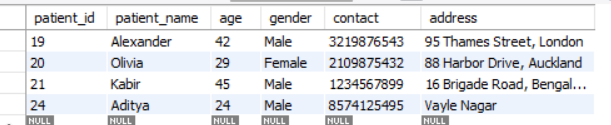 patient_id patient_name age gender contact address
19 Alexander 42 Male 3219876543 95 Thames Street, London
20 Olivia 29 Female 2109875432 88 Harbor Drive, Auckland
21 Kabir 45 Male 1234567899 16 Brigade Road, Bengal...
24 Aditya 24 Male 8574125495 Vayle Nagar
NULL NULL NULL NULL NULL NULL